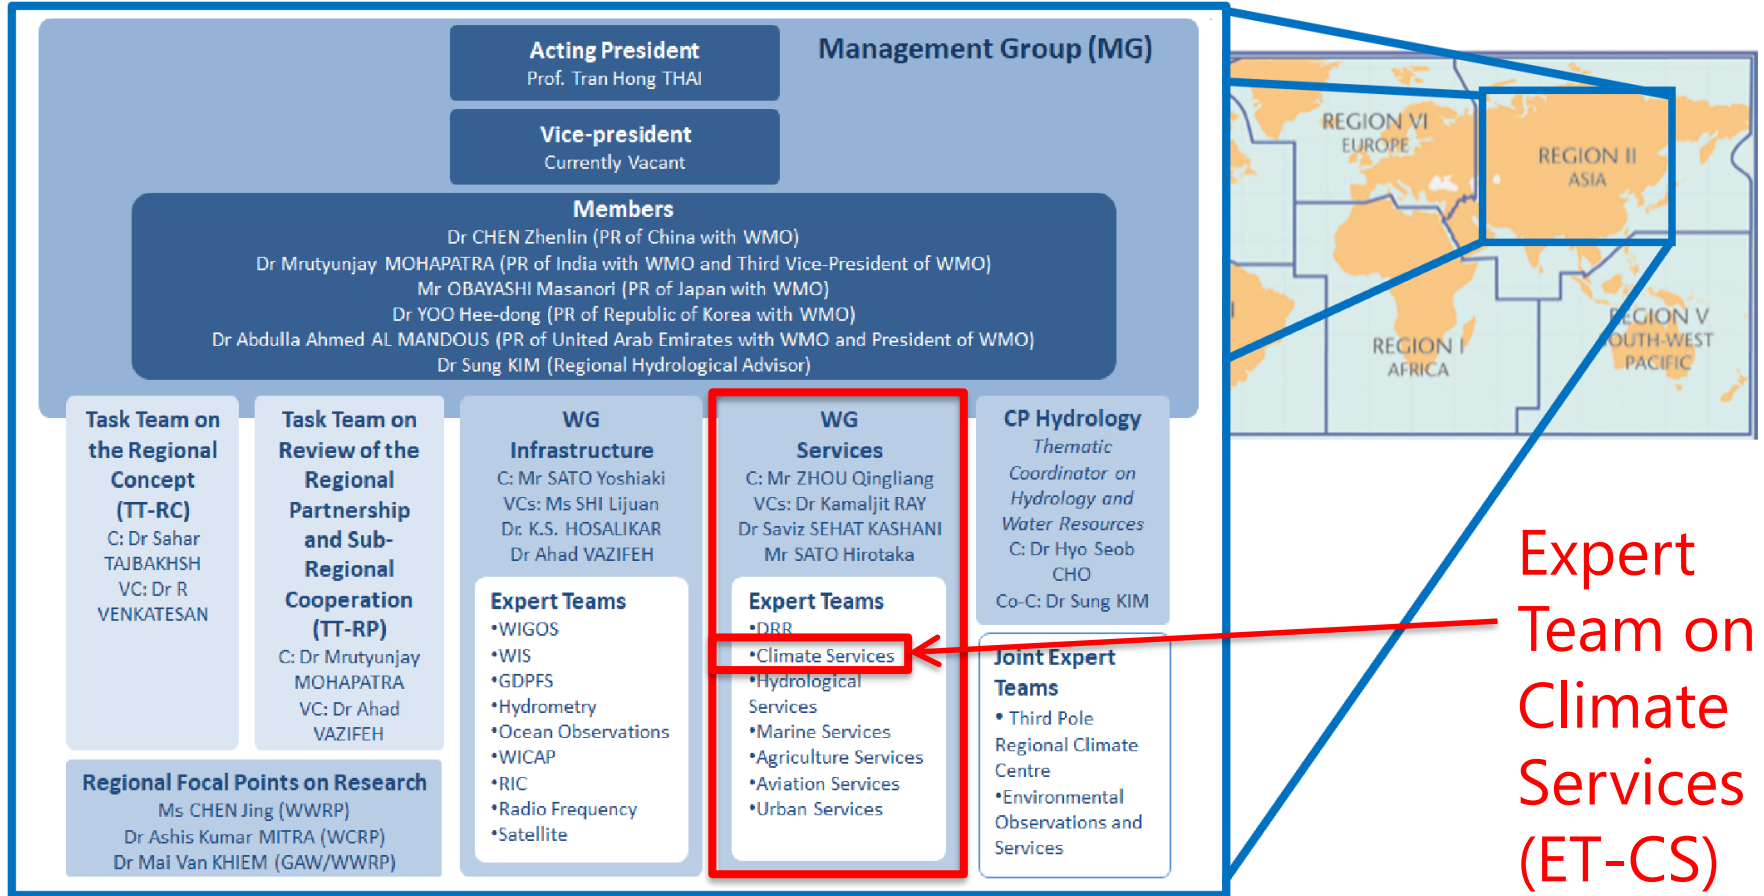 Management Group (MG)
Acting President
Prof. Tran Hong THAI
Vice-president
Currently Vacant
Members
Dr CHEN Zhenlin (PR of China with WMO)
Dr Mrutyunjay MOHAPATRA (PR of India with WMO and Third Vice-President of WMO)
Mr OBAYASHI Masanori (PR of Japan with WMO)
Dr YOO Hee-dong (PR of Republic of Korea with WMO)
Dr Abdulla Ahmed AL MANDOUS (PR of United Arab Emirates with WMO and President of WMO)
Dr Sung KIM (Regional Hydrological Advisor)
Task Team on
the Regional
Concept
(TT-RC)
C: Dr Sahar
TAJBAKHSH
VC: Dr R
VENKATESAN
Task Team on
Review of the
Regional
Partnership
and Sub-
Regional
Cooperation
(TT-RP)
C: Dr Mrutyunjay
MOHAPATRA
VC: Dr Ahad
VAZIFEH
Regional Focal Points on Research
Ms CHEN Jing (WWRP)
Dr Ashis Kumar MITRA (WCRP)
Dr Mai Van KHIEM (GAW/WWRP)
WG
Infrastructure
C: Mr SATO Yoshiaki
VCs: Ms SHI Lijuan
Dr. K.S. HOSALIKAR
Dr Ahad VAZIFEH
Expert Teams
•WIGOS
•WIS
•GDPFS
•Hydrometry
•Ocean Observations
•WICAP
•RIC
•Radio Frequency
•Satellite
WG
Services
C: Mr ZHOU Qingliang
VCs: Dr Kamaljit RAY
Dr Saviz SEHAT KASHANI
Mr SATO Hirotaka
Expert Teams
•DRR
•Climate Services
•Hydrological
Services
•Marine Services
•Agriculture Services
•Aviation Services
•Urban Services
CP Hydrology
Thematic
Coordinator on
Hydrology and
Water Resources
C: Dr Hyo Seob
CHO
Co-C: Dr Sung KIM
Joint Expert
Teams
• Third Pole
Regional Climate
Centre
•Environmental
Observations and
Services
REGION VI
EUROPE
REGION II
ASIA
REGION I
AFRICA
REGION V
SOUTH-WEST
PACIFIC
Expert
Team on
Climate
Services
(ET-CS)